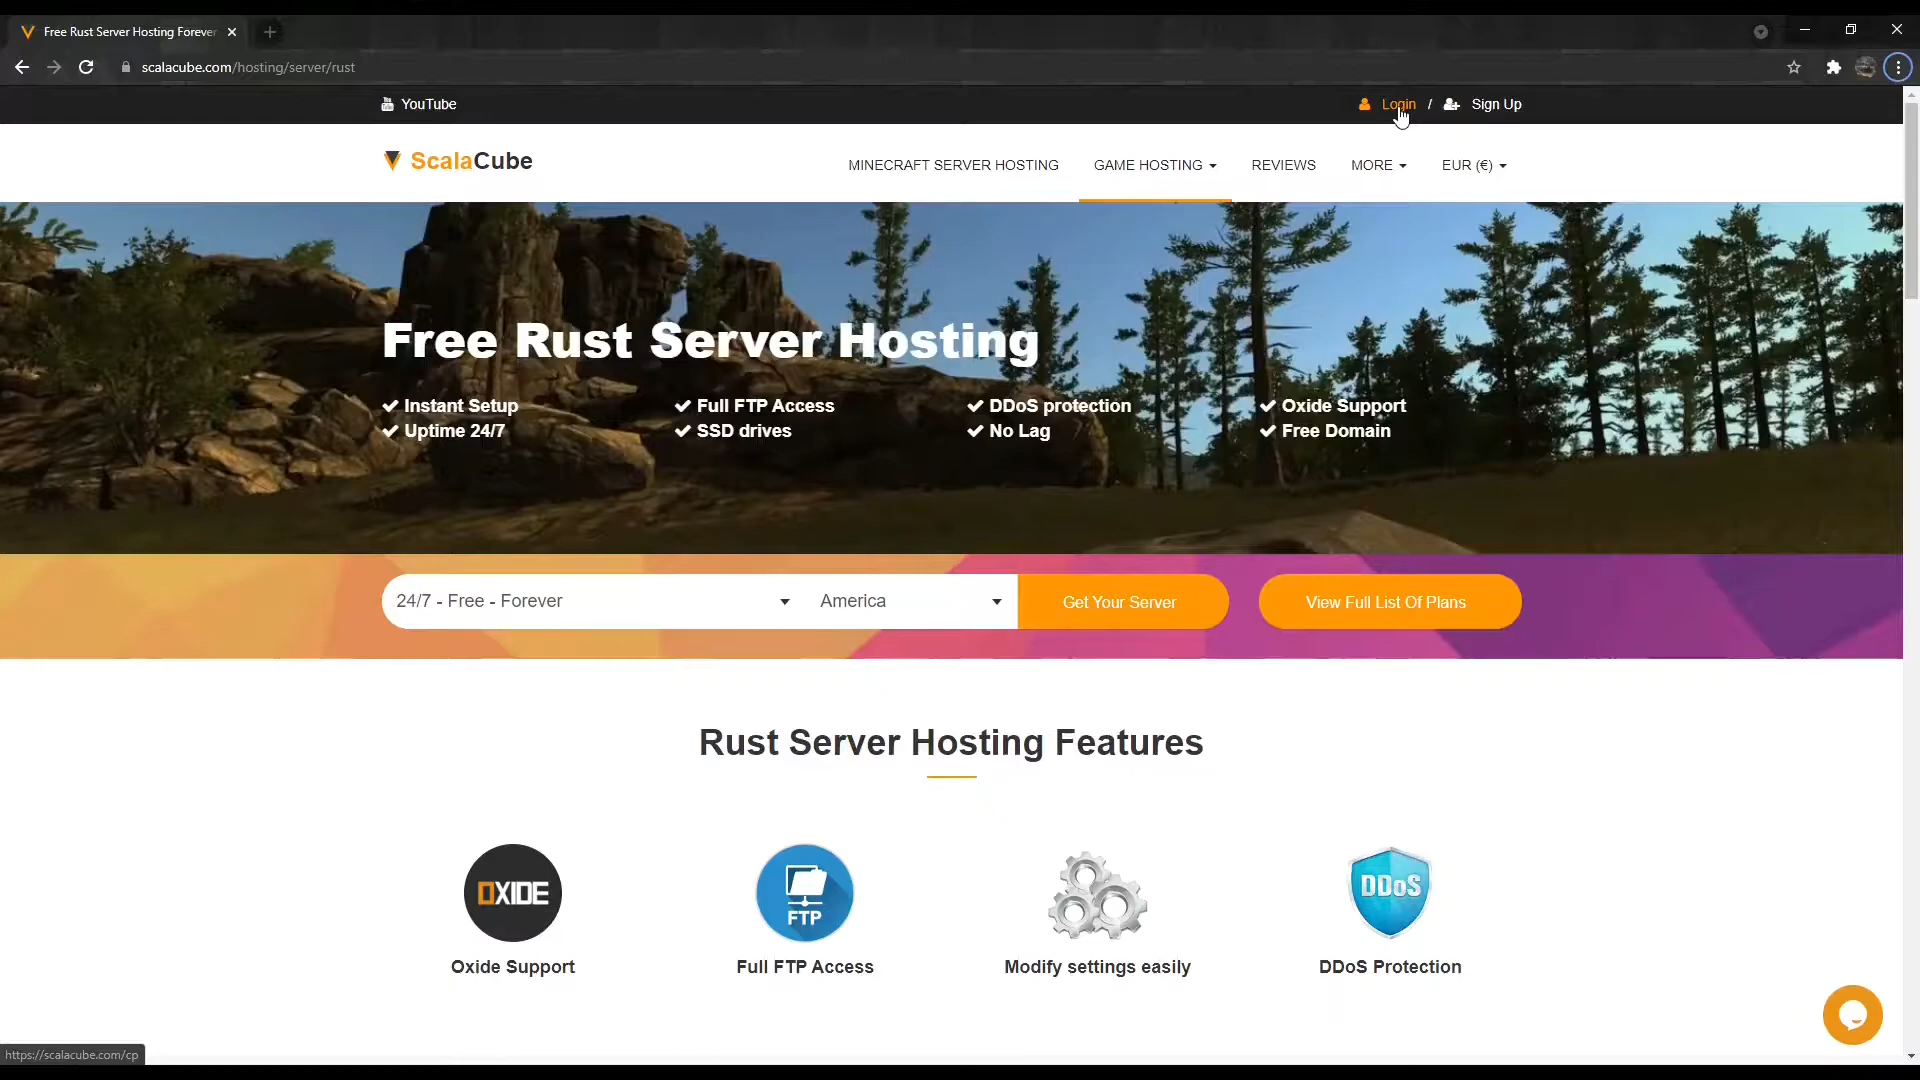 Free Rust Server Hosting Forever
scalacube.com/hosting/server/rust
YouTube
Login / Sign Up
ScalaCube
MINECRAFT SERVER HOSTING GAME HOSTING REVIEWS MORE EUR (€)
Free Rust Server Hosting
Instant Setup Full FTP Access DDoS protection Oxide Support
Uptime 24/7 SSD drives No Lag Free Domain
24/7 - Free - Forever America Get Your Server View Full List Of Plans
Rust Server Hosting Features
OXIDE FTP DDoS
Oxide Support Full FTP Access Modify settings easily DDoS Protection
https://scalacube.com/cp